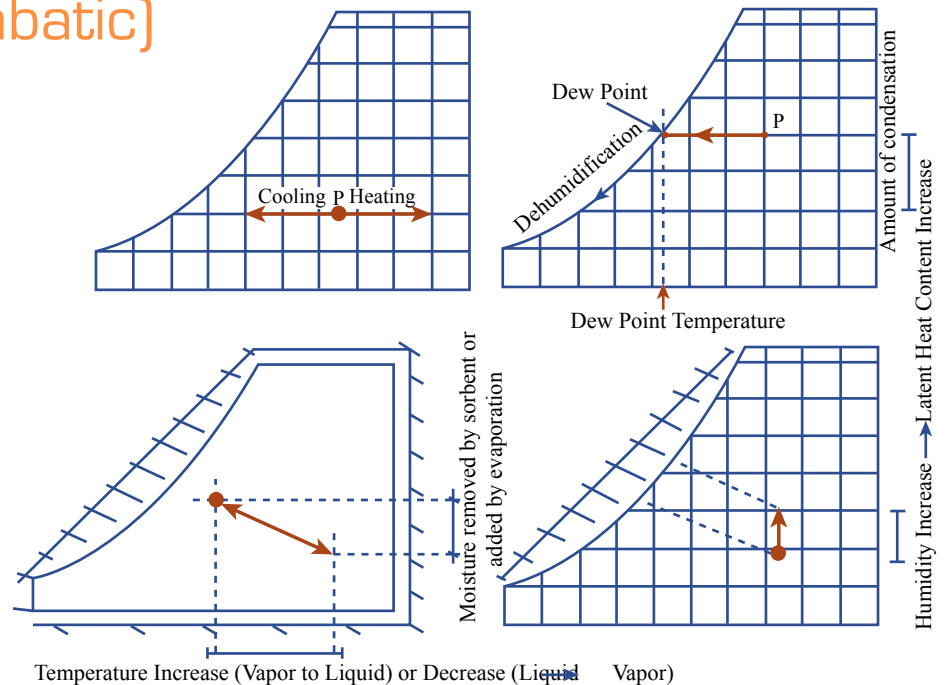 abatic)
Cooling P Heating
Dew Point
P
Dehumidification
Amount of condensation
Dew Point Temperature
Moisture removed by sorbent or
added by evaporation
Humidity Increase
Latent Heat Content Increase
Temperature Increase (Vapor to Liquid) or Decrease (Liquid Vapor)